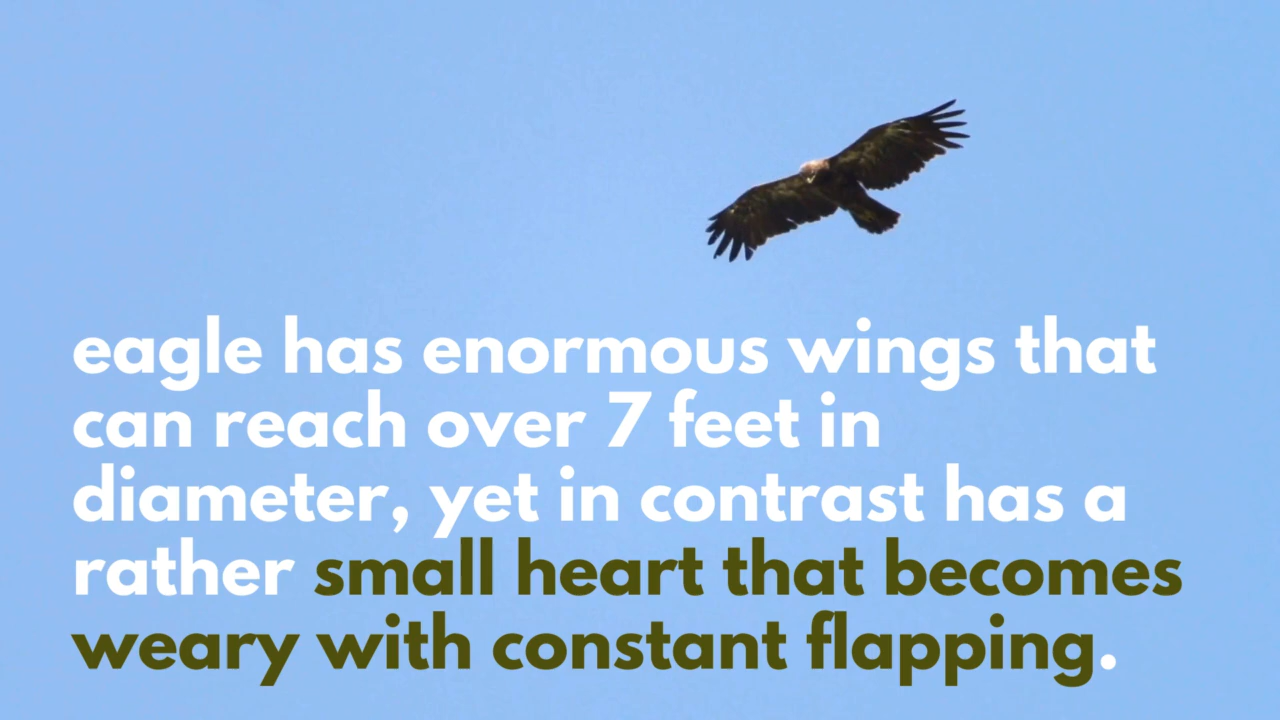 eagle has enormous wings that
can reach over 7 feet in
diameter, yet in contrast has a
rather small heart that becomes
weary with constant flapping.